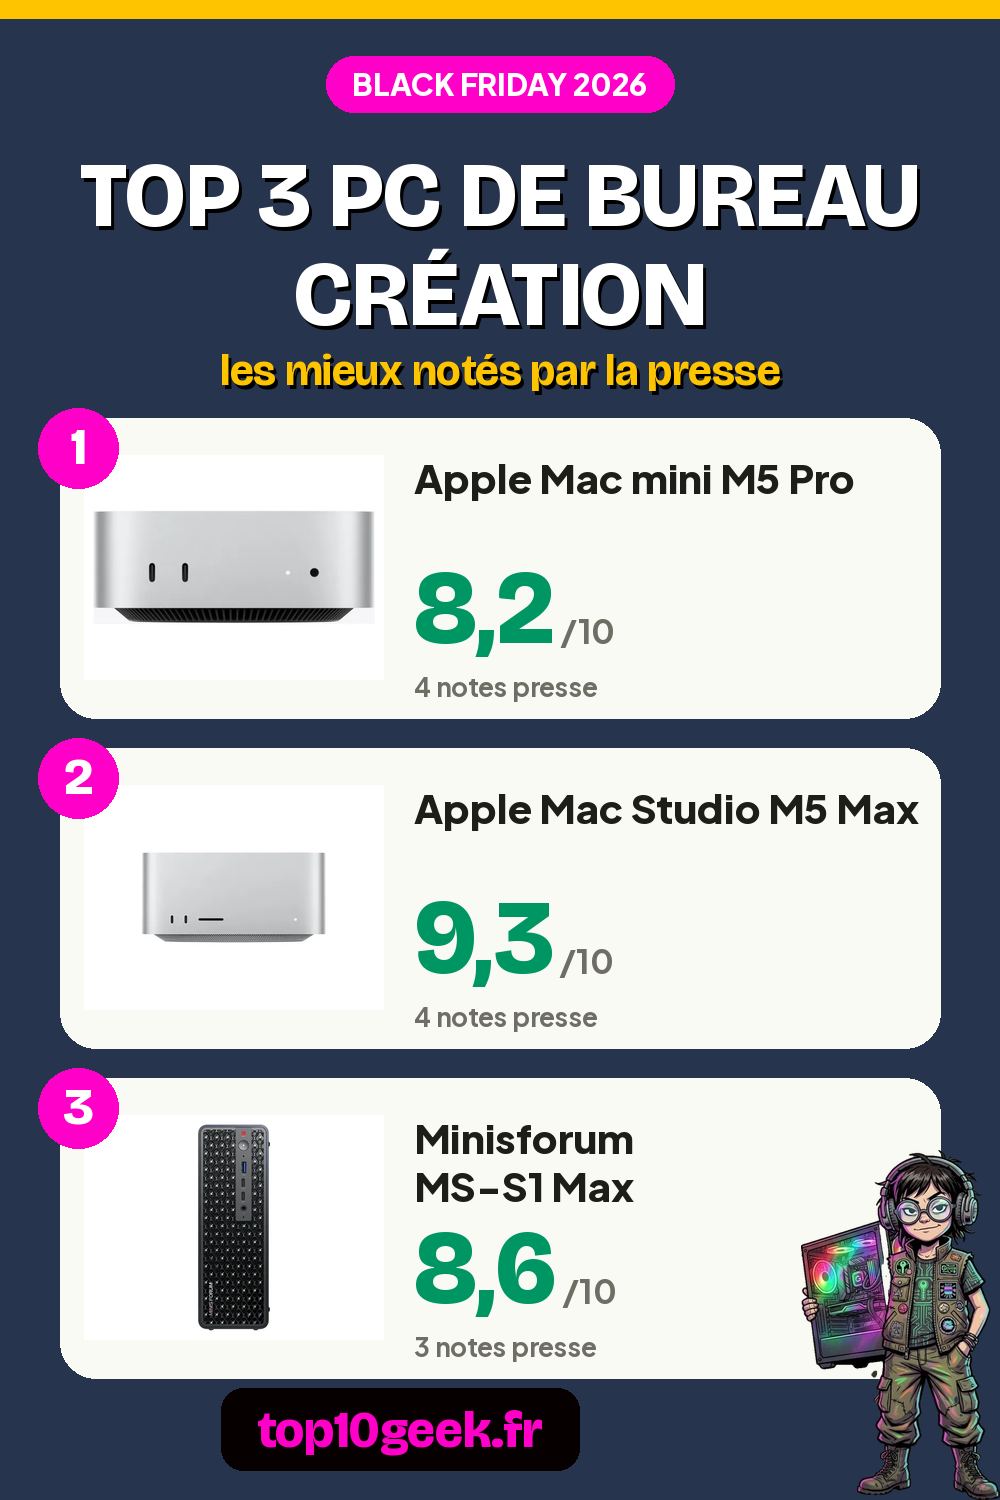 BLACK FRIDAY 2026
TOP 3 PC DE BUREAU
CRÉATION
les mieux notés par la presse
1
Apple Mac mini M5 Pro
8,2 /10
4 notes presse
2
Apple Mac Studio M5 Max
9,3 /10
4 notes presse
3
Minisforum
MS-S1 Max
8,6 /10
3 notes presse
top10geek.fr